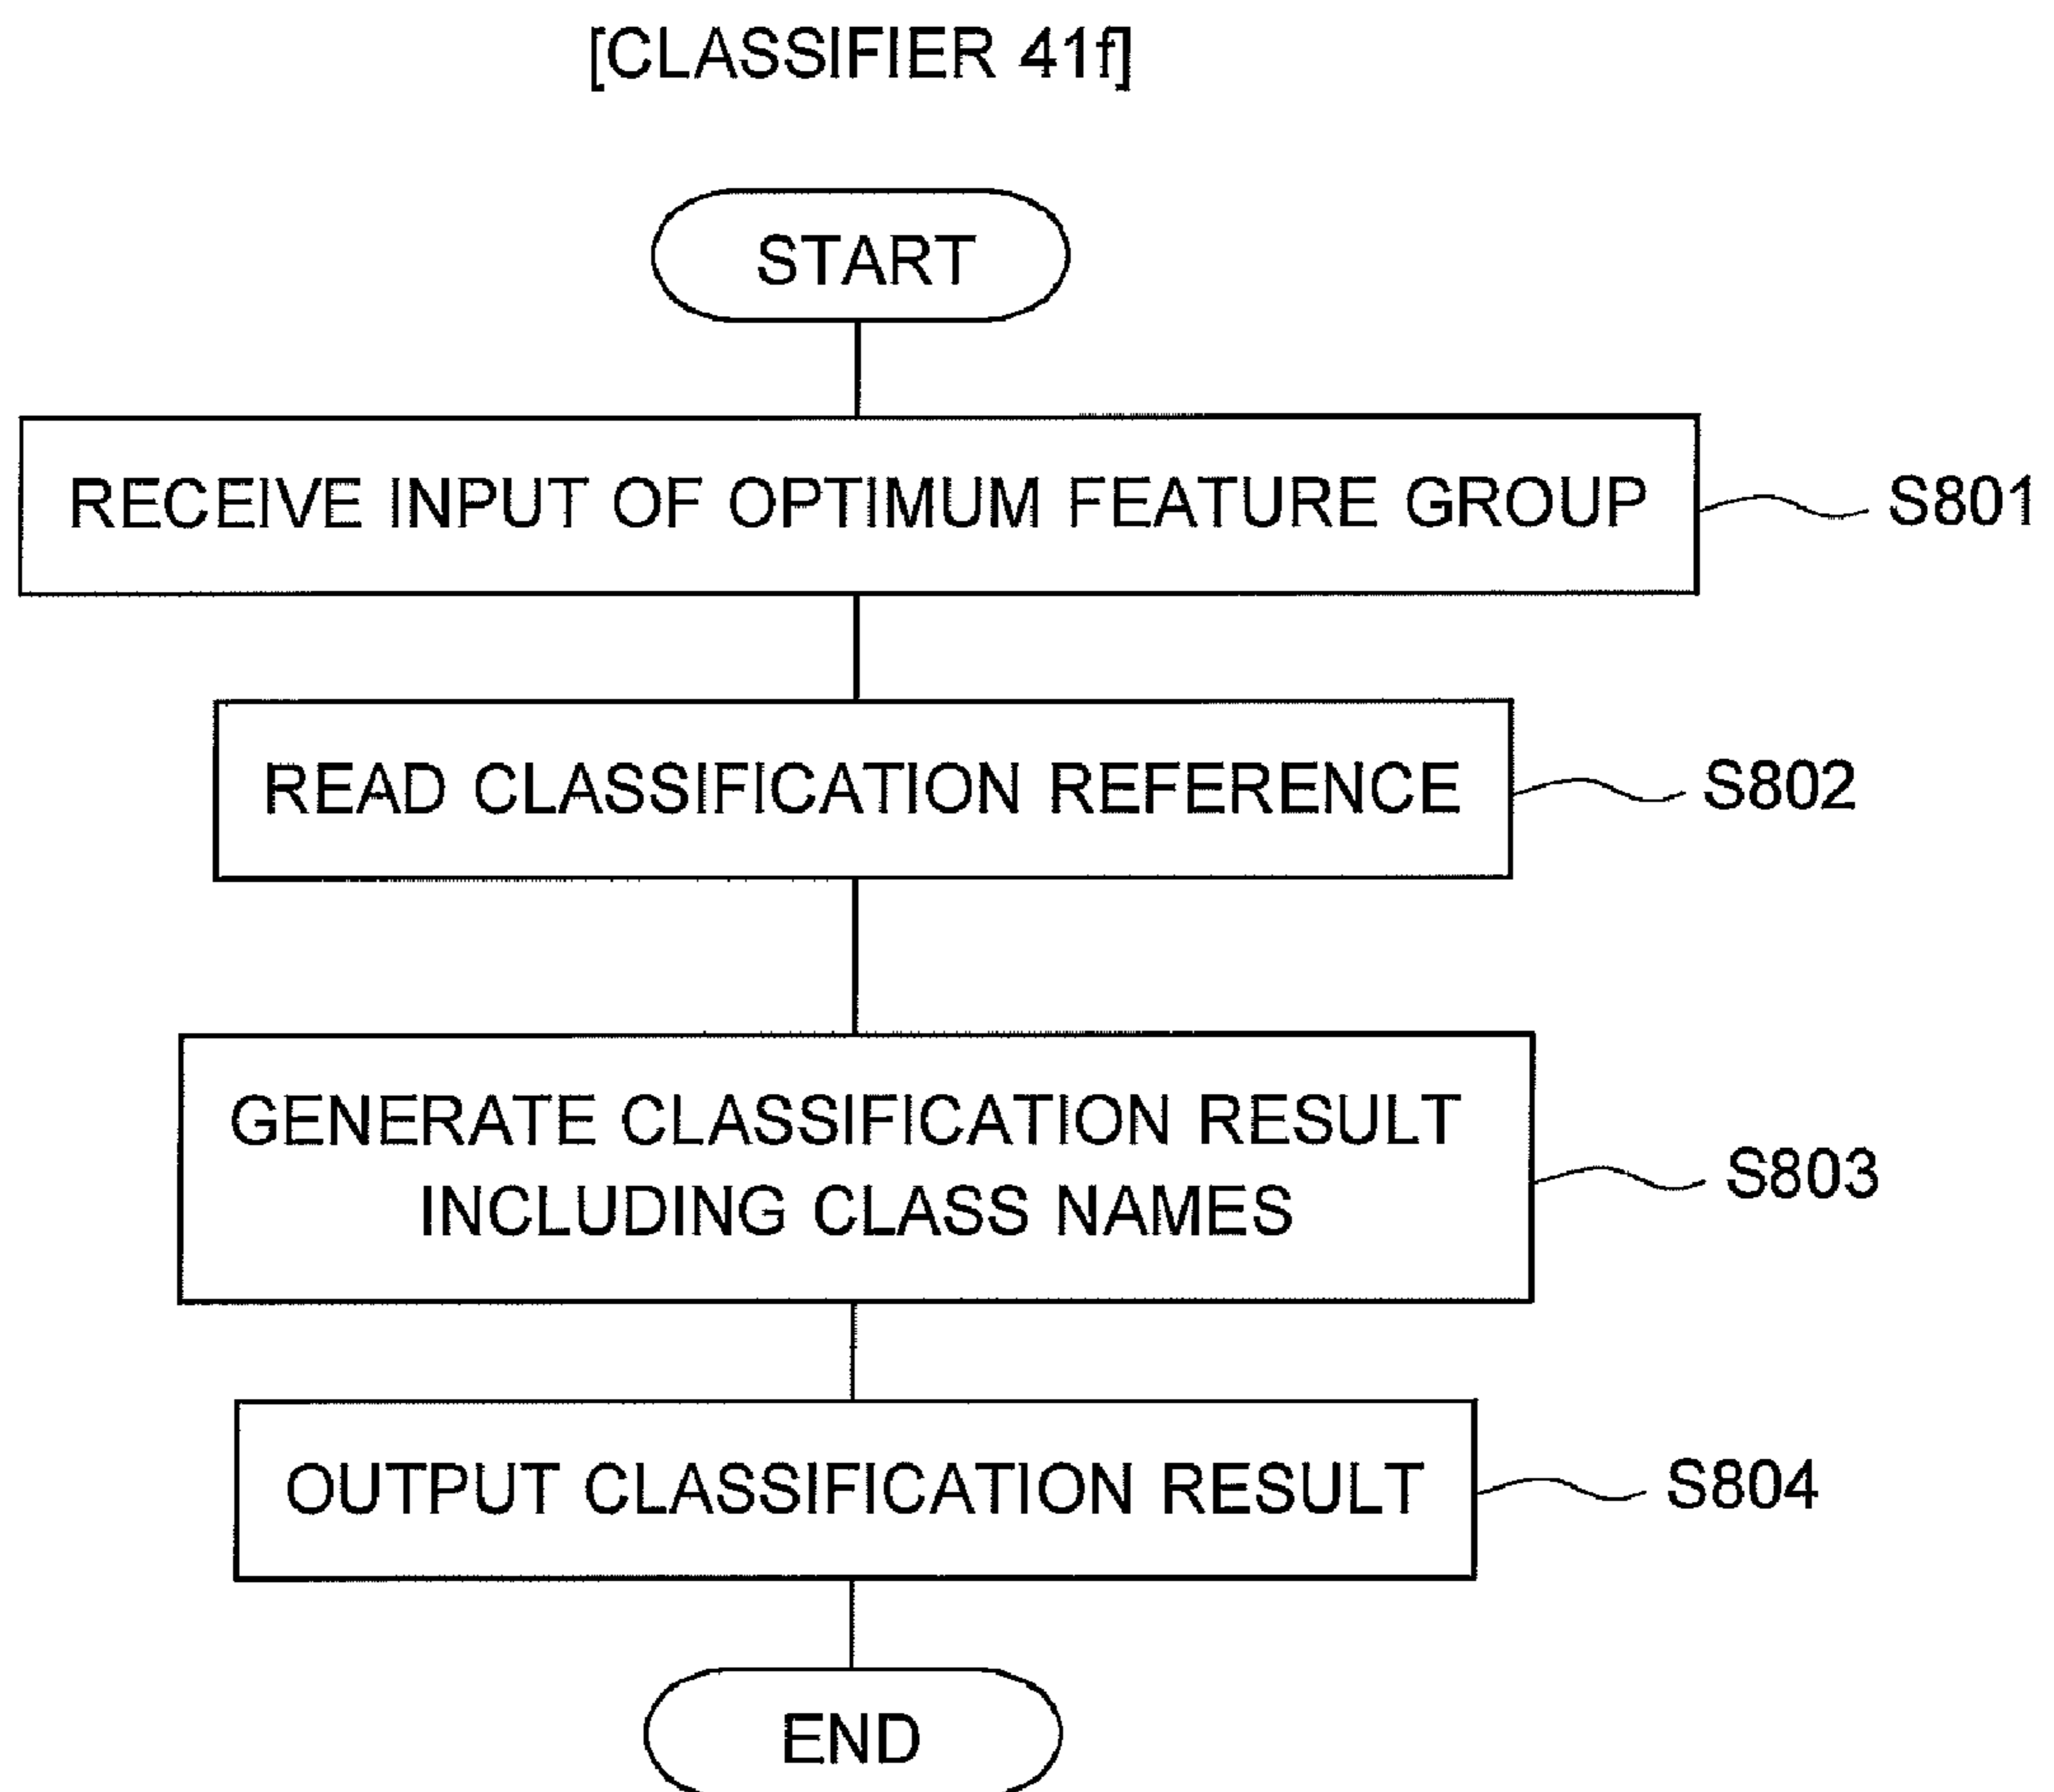 [CLASSIFIER 41f]
START
RECEIVE INPUT OF OPTIMUM FEATURE GROUP
S801
READ CLASSIFICATION REFERENCE
S802
GENERATE CLASSIFICATION RESULT
INCLUDING CLASS NAMES
S803
OUTPUT CLASSIFICATION RESULT
S804
END